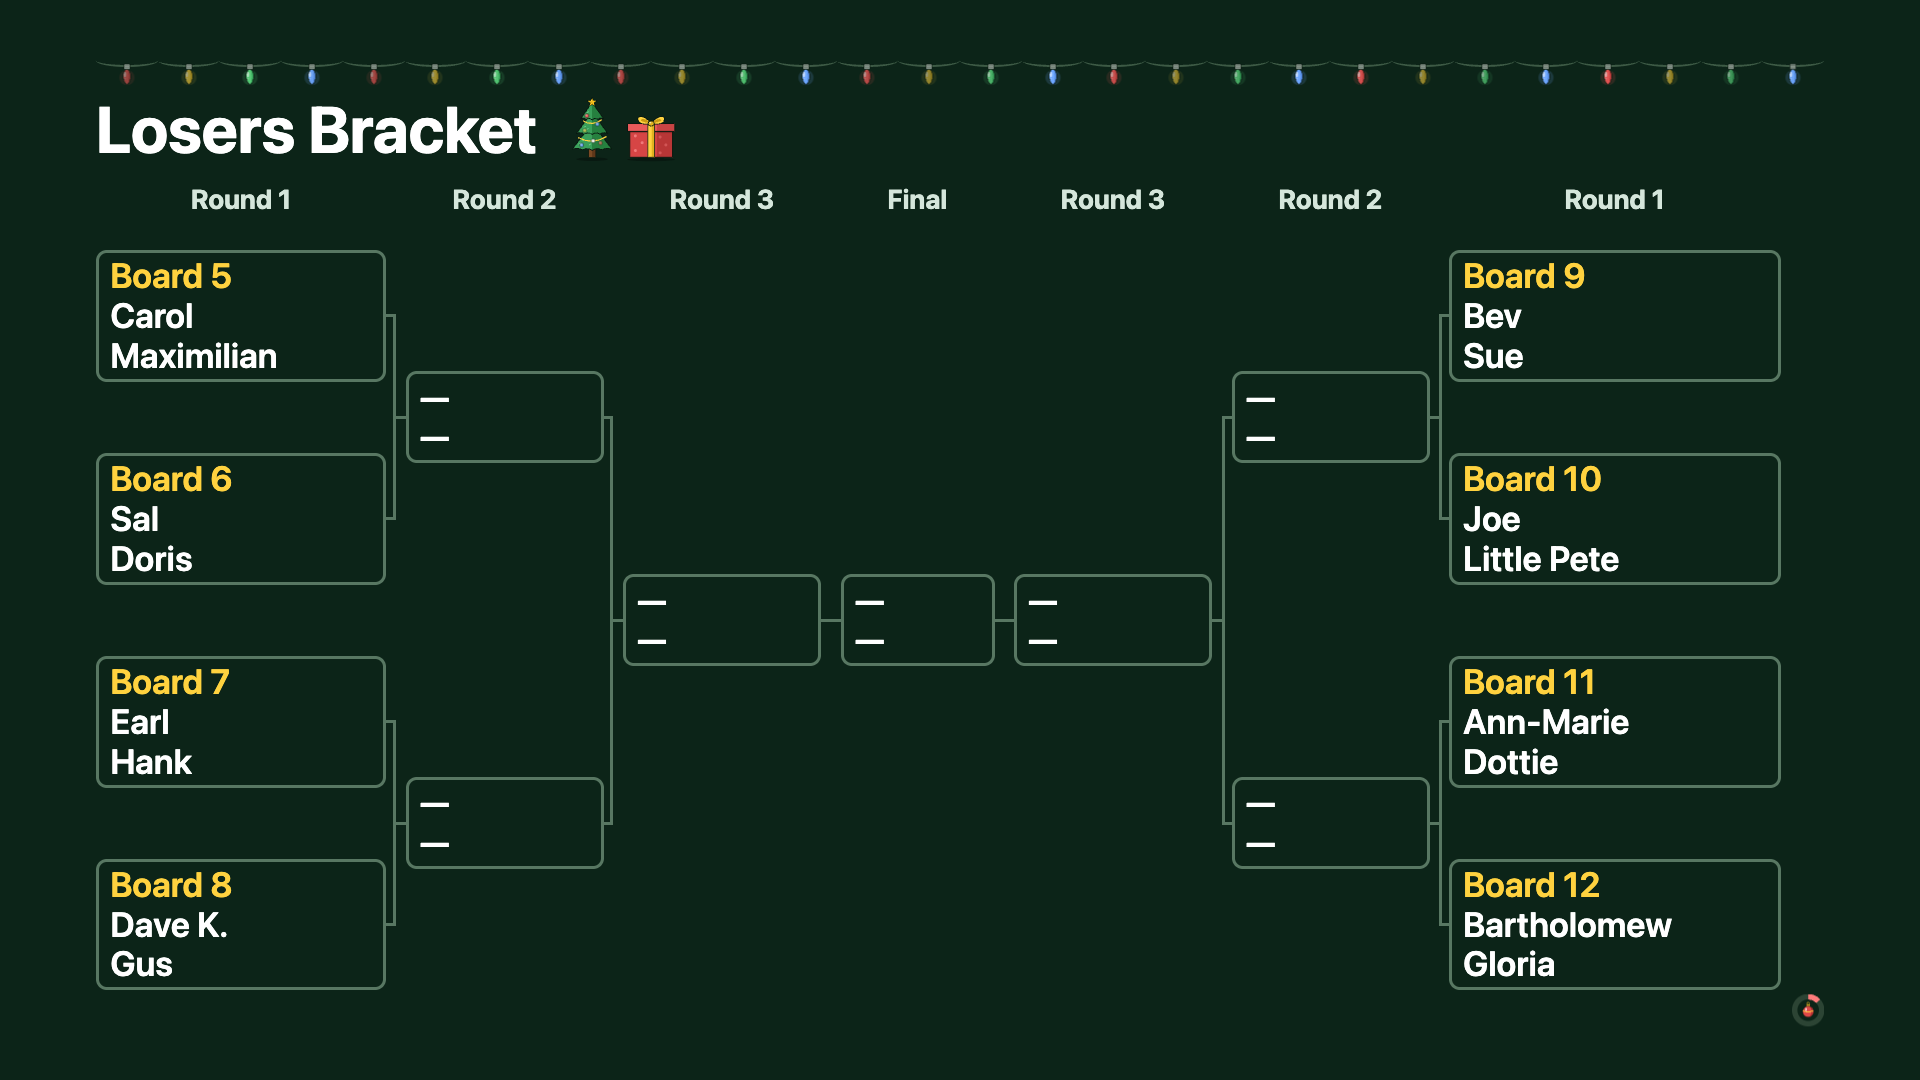 Losers Bracket
Round 1
Round 2
Round 3
Final
Round 3
Round 2
Round 1
Board 5
Carol
Maximilian
Board 6
Sal
Doris
Board 7
Earl
Hank
Board 8
Dave K.
Gus
—
—
—
—
—
—
—
—
—
—
—
—
—
—
Board 9
Bev
Sue
Board 10
Joe
Little Pete
Board 11
Ann-Marie
Dottie
Board 12
Bartholomew
Gloria